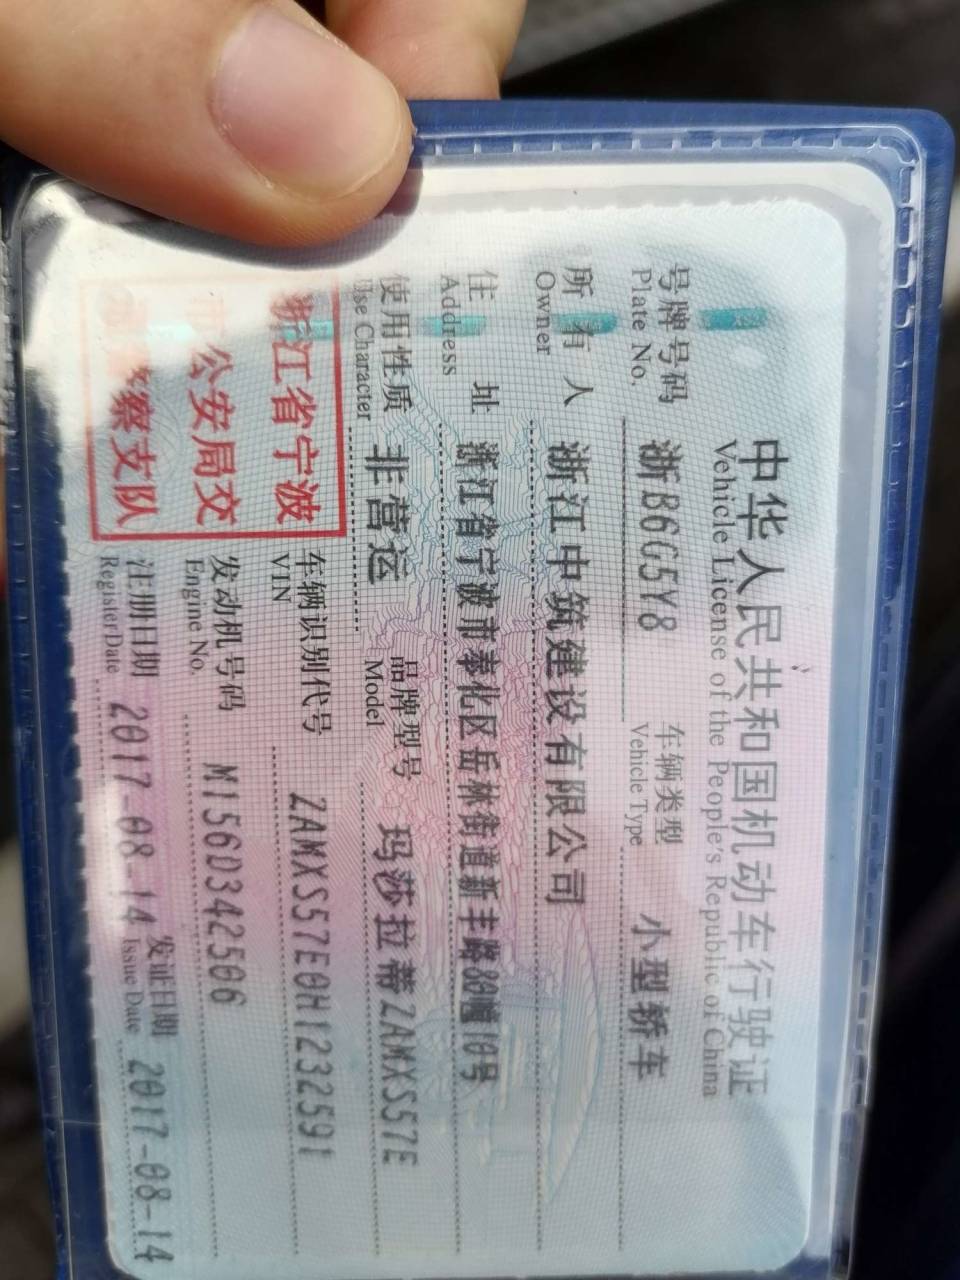 中华人民共和国机动车行驶证
Vehicle License of the People's Republic of China
号牌号码 浙B6G5Y8 车辆类型 小型轿车
Plate No. Vehicle Type
所有人 浙江中筑建设有限公司
Owner
住址 浙江省宁波市奉化区岳林街道新丰路80幢10号
Address
使用性质 非营运 品牌型号 玛莎拉蒂ZAMXS57E
Use Character Model
浙江省宁波
公安局交
察支队
车辆识别代号 ZAMXS57E0H1232591
VIN
发动机号码 M156D342506
Engine No.
注册日期 2017-08-14 发证日期 2017-08-14
Register Date Issue Date